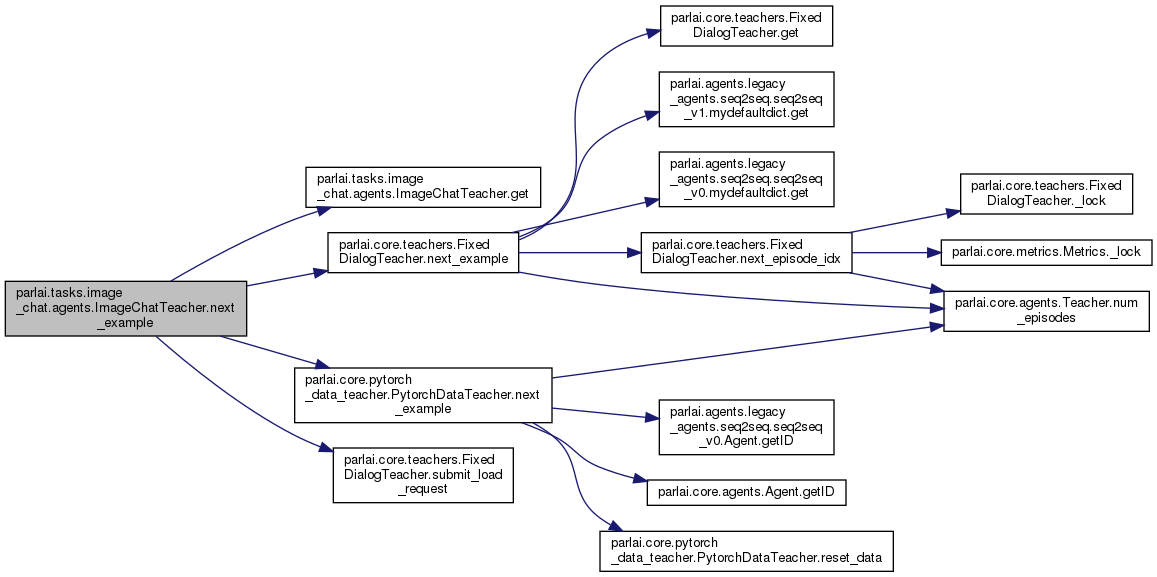 parlai.core.teachers.Fixed
DialogTeacher.get
parlai.agents.legacy
_agents.seq2seq.seq2seq
_v1.mydefaultdict.get
parlai.agents.legacy
_agents.seq2seq.seq2seq
_v0.mydefaultdict.get
parlai.tasks.image
_chat.agents.ImageChatTeacher.get
parlai.core.teachers.Fixed
DialogTeacher._lock
parlai.core.teachers.Fixed
DialogTeacher.next_example
parlai.core.teachers.Fixed
DialogTeacher.next_episode_idx
parlai.core.metrics.Metrics._lock
parlai.tasks.image
_chat.agents.ImageChatTeacher.next
_example
parlai.core.agents.Teacher.num
_episodes
parlai.core.pytorch
_data_teacher.PytorchDataTeacher.next
_example
parlai.agents.legacy
_agents.seq2seq.seq2seq
_v0.Agent.getID
parlai.core.teachers.Fixed
DialogTeacher.submit_load
_request
parlai.core.agents.Agent.getID
parlai.core.pytorch
_data_teacher.PytorchDataTeacher.reset_data